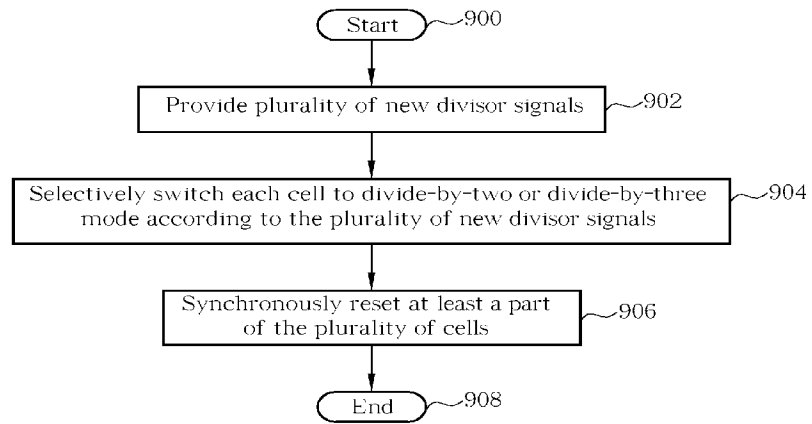 Start
900
Provide plurality of new divisor signals
902
Selectively switch each cell to divide-by-two or divide-by-three
mode according to the plurality of new divisor signals
904
Synchronously reset at least a part
of the plurality of cells
906
End
908